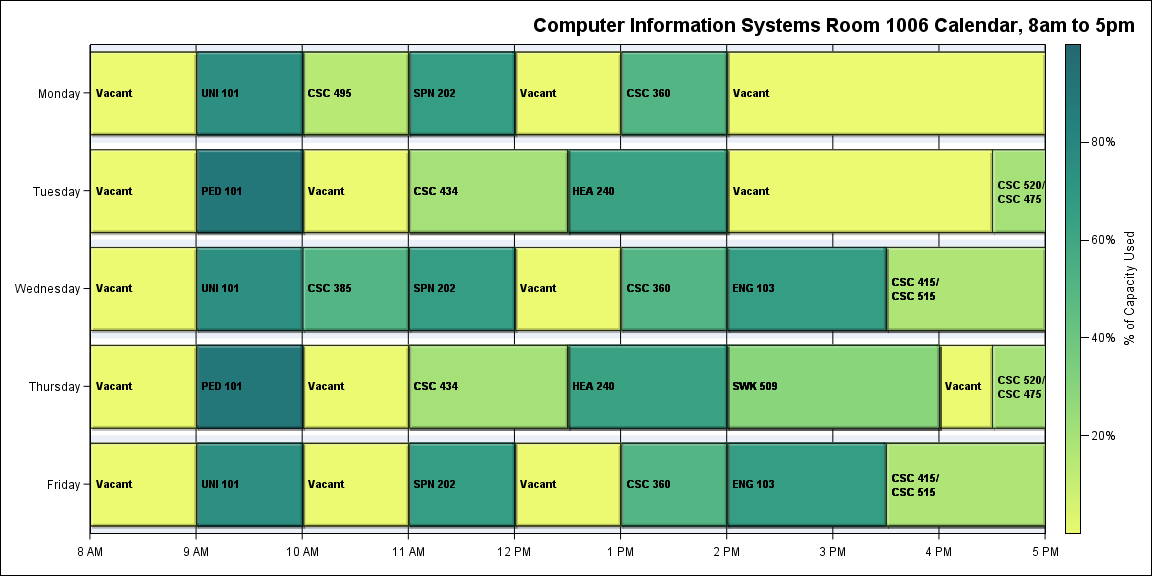 Computer Information Systems Room 1006 Calendar, 8am to 5pm
Monday
Vacant
UNI 101
CSC 495
SPN 202
Vacant
CSC 360
Vacant
Tuesday
Vacant
PED 101
Vacant
CSC 434
HEA 240
Vacant
CSC 520/
CSC 475
Wednesday
Vacant
UNI 101
CSC 385
SPN 202
Vacant
CSC 360
ENG 103
CSC 415/
CSC 515
Thursday
Vacant
PED 101
Vacant
CSC 434
HEA 240
SWK 509
Vacant
CSC 520/
CSC 475
Friday
Vacant
UNI 101
Vacant
SPN 202
Vacant
CSC 360
ENG 103
CSC 415/
CSC 515
8 AM
9 AM
10 AM
11 AM
12 PM
1 PM
2 PM
3 PM
4 PM
5 PM
80%
60%
40%
20%
% of Capacity Used